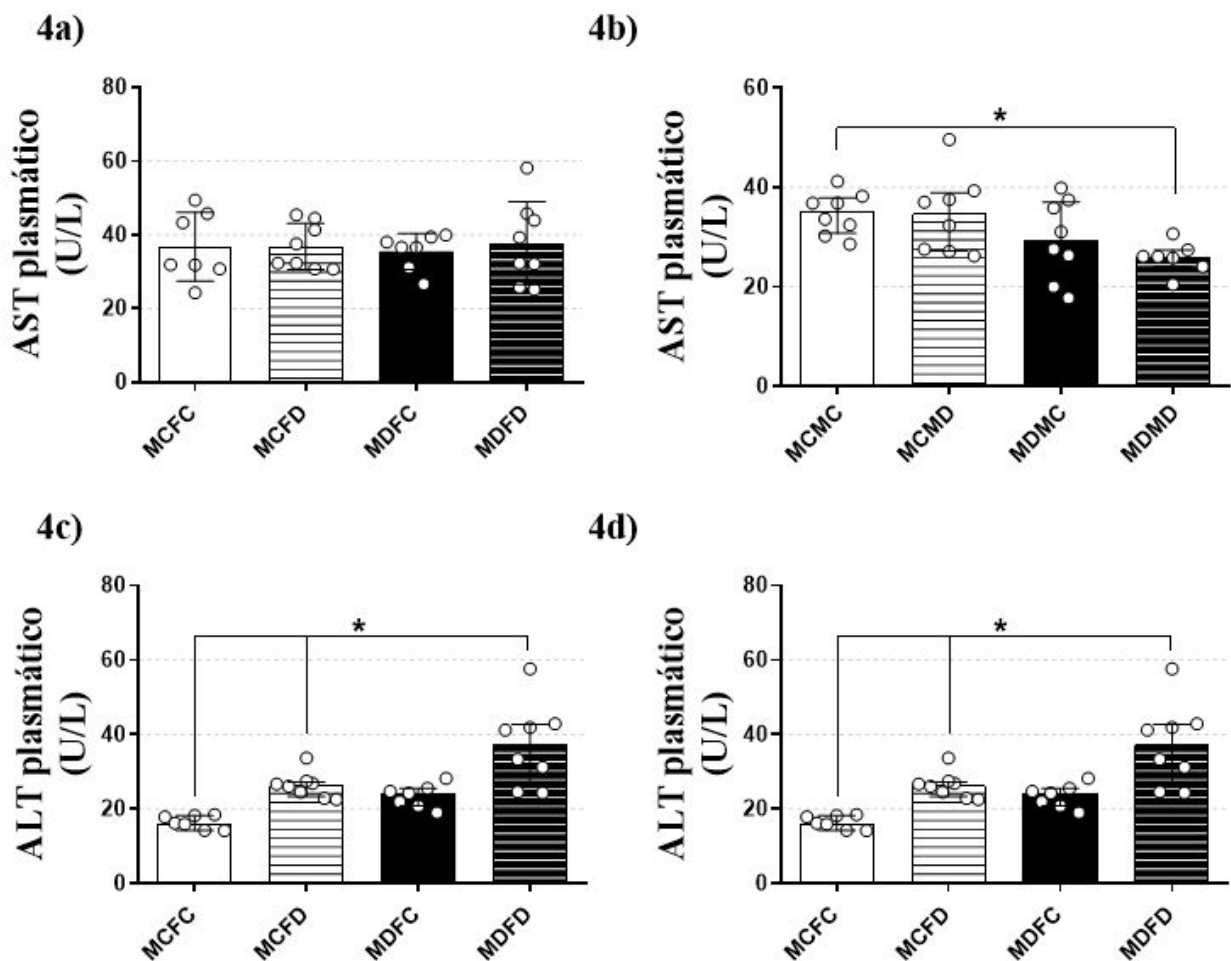 4a)
AST plasmático
(U/L)
80
60
40
20
0
MCFC
MCFD
MDFC
MDFD
4b)
AST plasmático
(U/L)
60
40
20
0
*
MCMC
MCMD
MDMC
MDMD
4c)
ALT plasmático
(U/L)
80
60
40
20
0
*
MCFC
MCFD
MDFC
MDFD
4d)
ALT plasmático
(U/L)
80
60
40
20
0
*
MCFC
MCFD
MDFC
MDFD